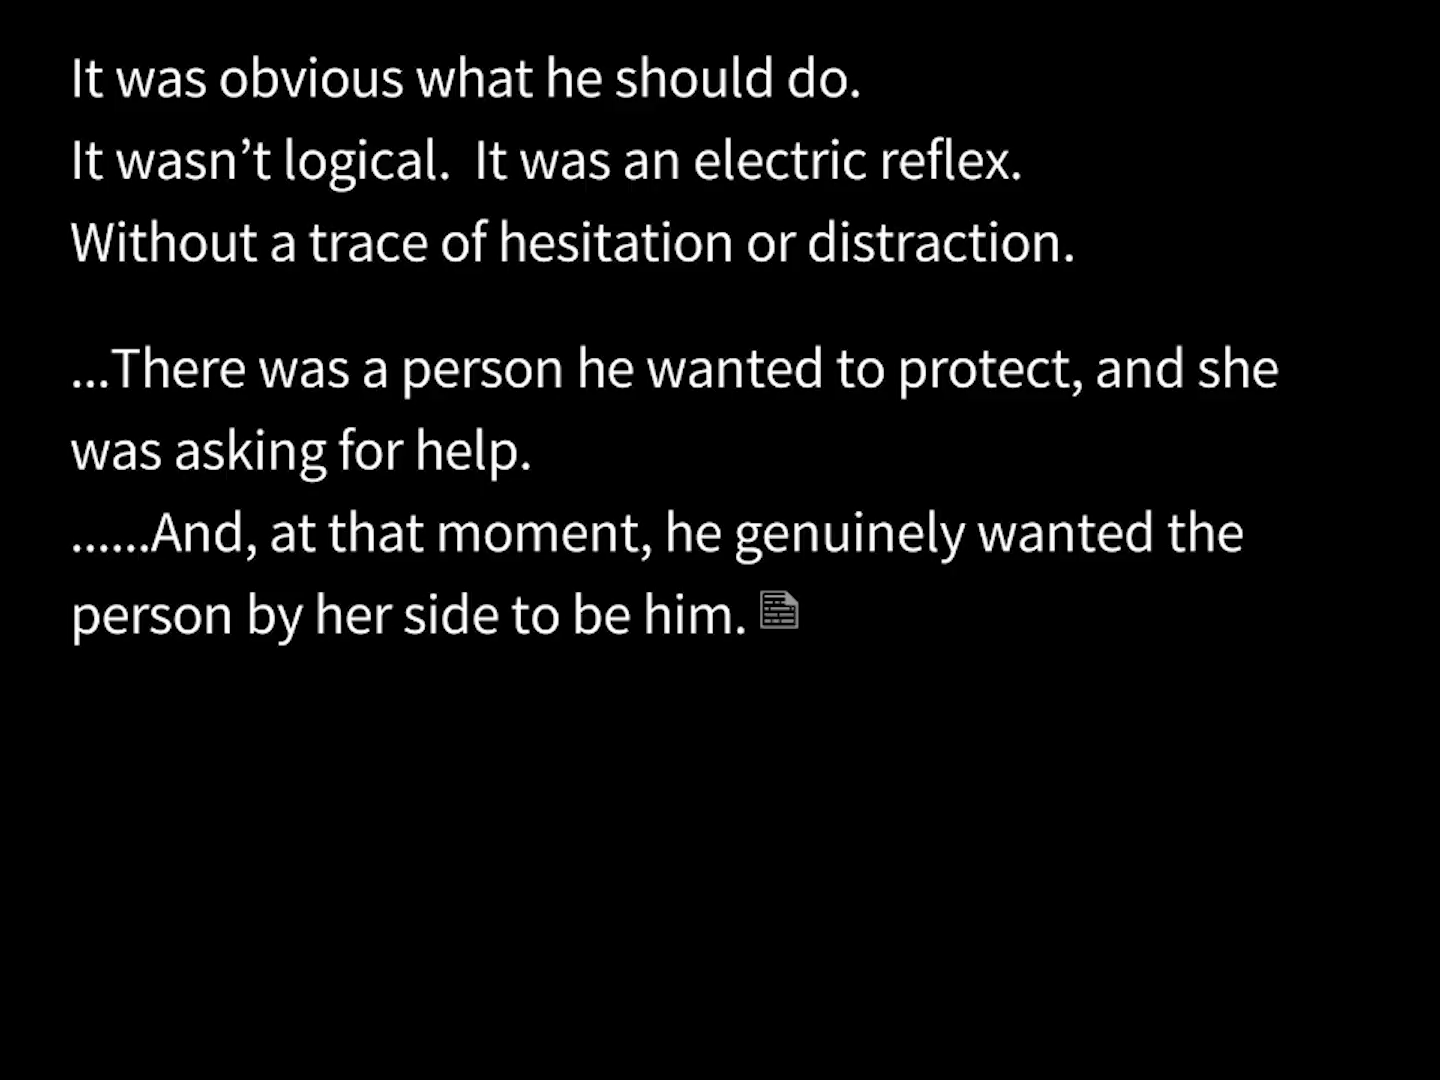 It was obvious what he should do.
It wasn’t logical.  It was an electric reflex.
Without a trace of hesitation or distraction.
...There was a person he wanted to protect, and she
was asking for help.
......And, at that moment, he genuinely wanted the
person by her side to be him.